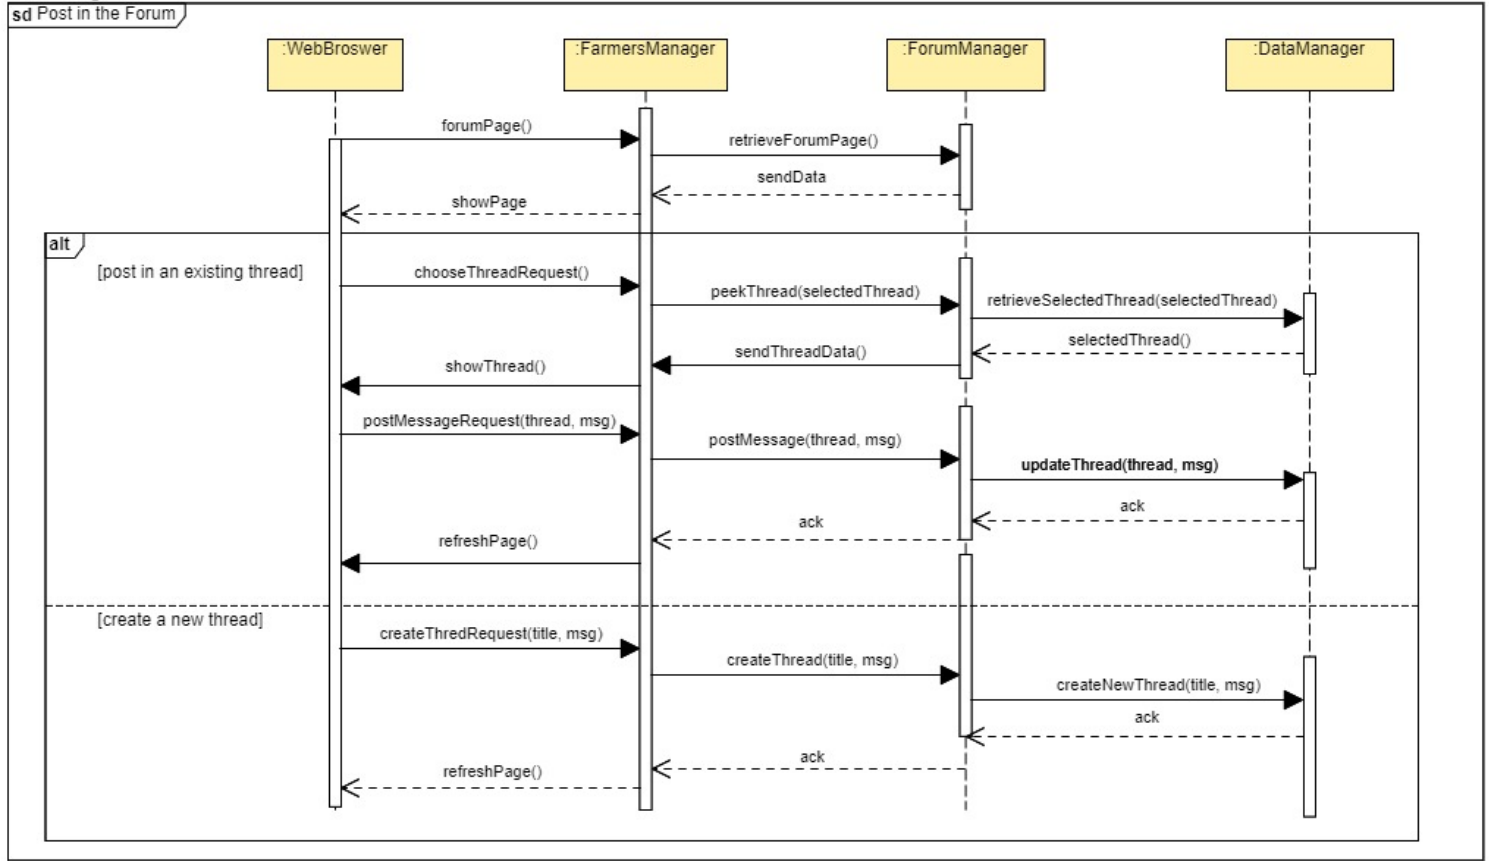 sd Post in the Forum
:WebBroswer
:FarmersManager
:ForumManager
:DataManager
forumPage()
retrieveForumPage()
sendData
showPage
alt
[post in an existing thread]
chooseThreadRequest()
peekThread(selectedThread)
retrieveSelectedThread(selectedThread)
selectedThread()
sendThreadData()
showThread()
postMessageRequest(thread, msg)
postMessage(thread, msg)
updateThread(thread, msg)
ack
ack
refreshPage()
[create a new thread]
createThredRequest(title, msg)
createThread(title, msg)
createNewThread(title, msg)
ack
ack
refreshPage()